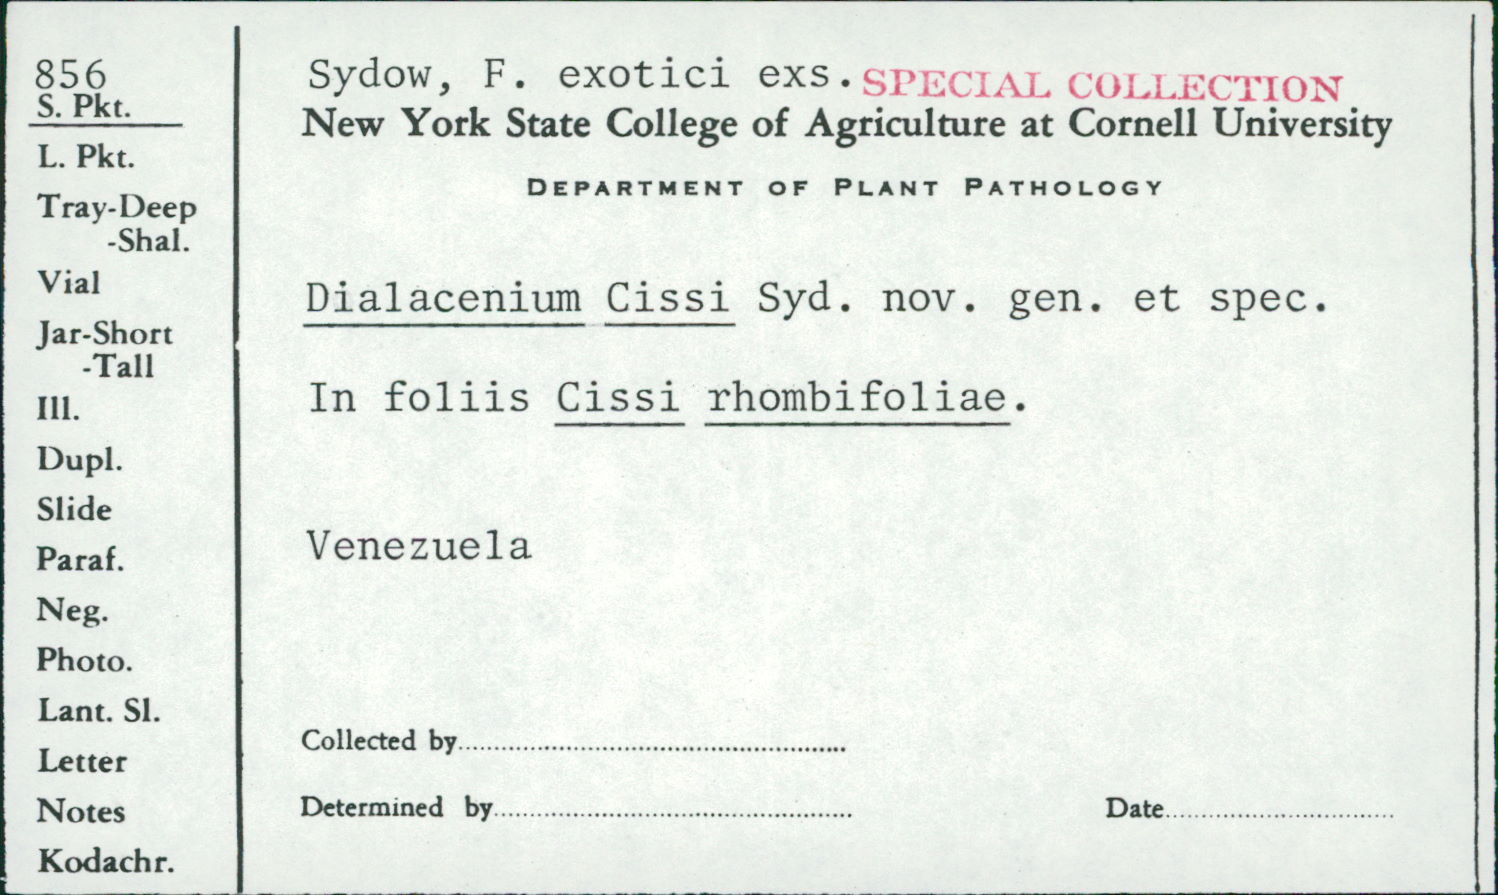 856
S. Pkt.
L. Pkt.
Tray-Deep
-Shal.
Vial
Jar-Short
-Tall
Ill.
Dupl.
Slide
Paraf.
Neg.
Photo.
Lant. Sl.
Letter
Notes
Kodachr.
Sydow, F. exotici exs. SPECIAL COLLECTION
New York State College of Agriculture at Cornell University
DEPARTMENT OF PLANT PATHOLOGY
Dialacenium Cissi Syd. nov. gen. et spec.
In foliis Cissi rhombifoliae.
Venezuela
Collected by
Determined by Date